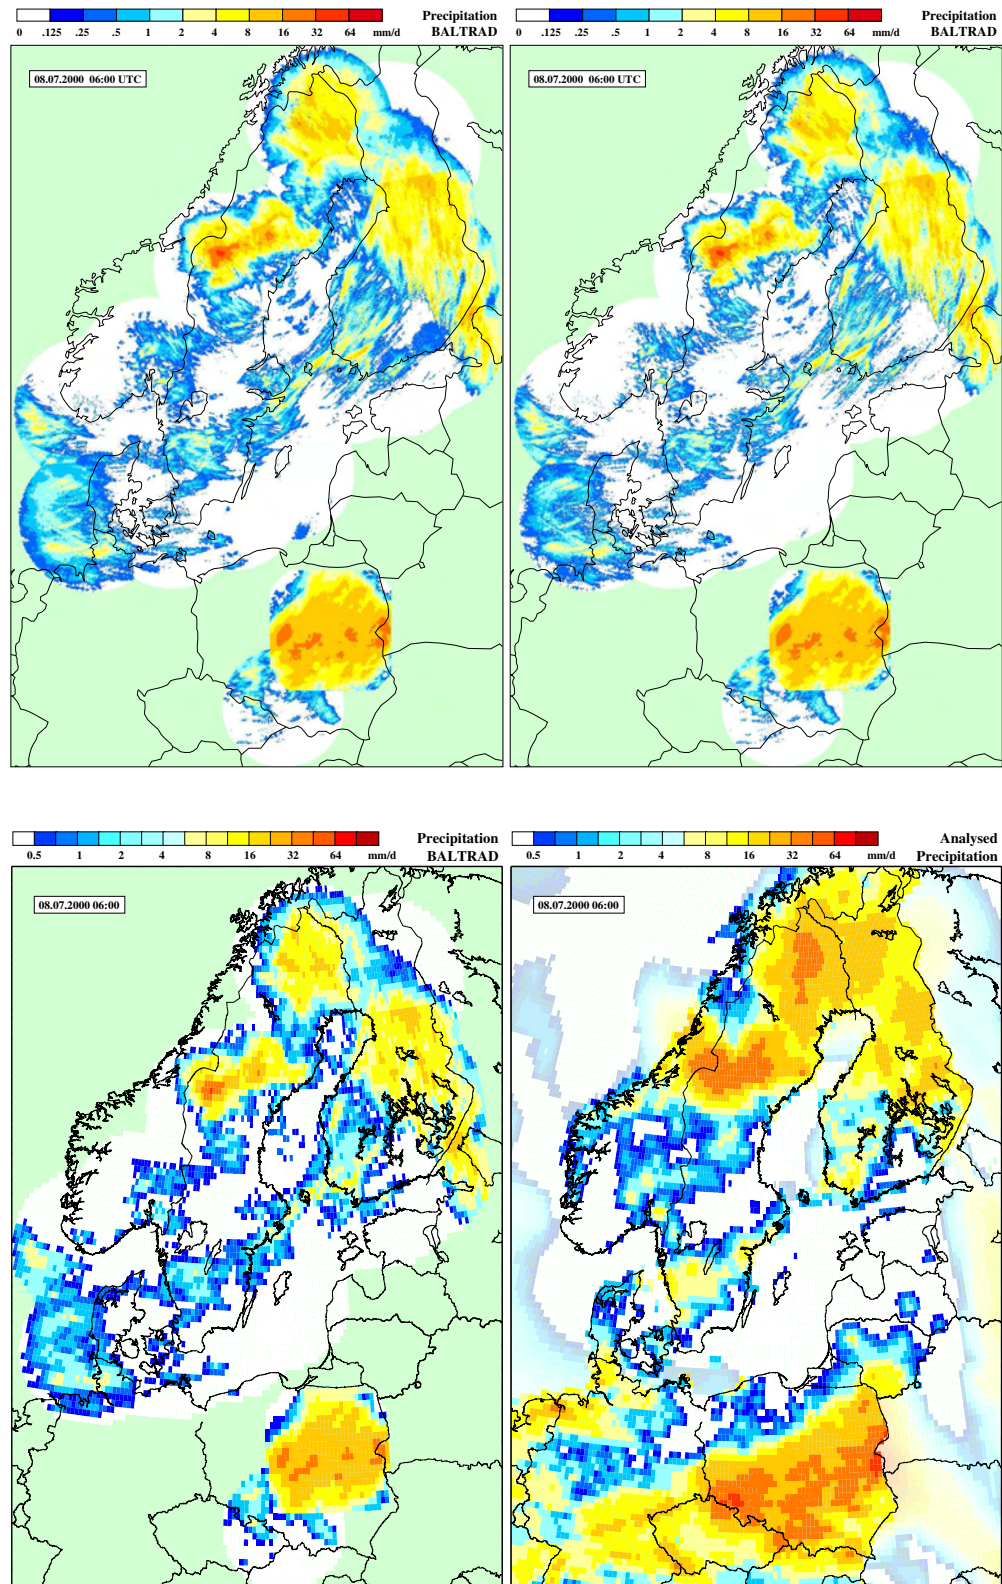 Precipitation
0 .125 .25 .5 1 2 4 8 16 32 64 mm/d BALTRAD
08.07.2000 06:00 UTC
Precipitation
0 .125 .25 .5 1 2 4 8 16 32 64 mm/d BALTRAD
08.07.2000 06:00 UTC
Precipitation
0.5 1 2 4 8 16 32 64 mm/d BALTRAD
08.07.2000 06:00
Analysed
0.5 1 2 4 8 16 32 64 mm/d Precipitation
08.07.2000 06:00